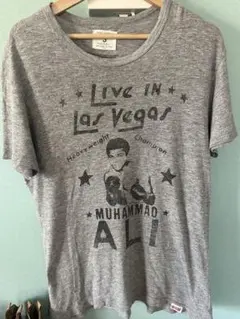 LIVE IN
LAS VEGAS
Heavyweight Champion
MUHAMMAD
ALI